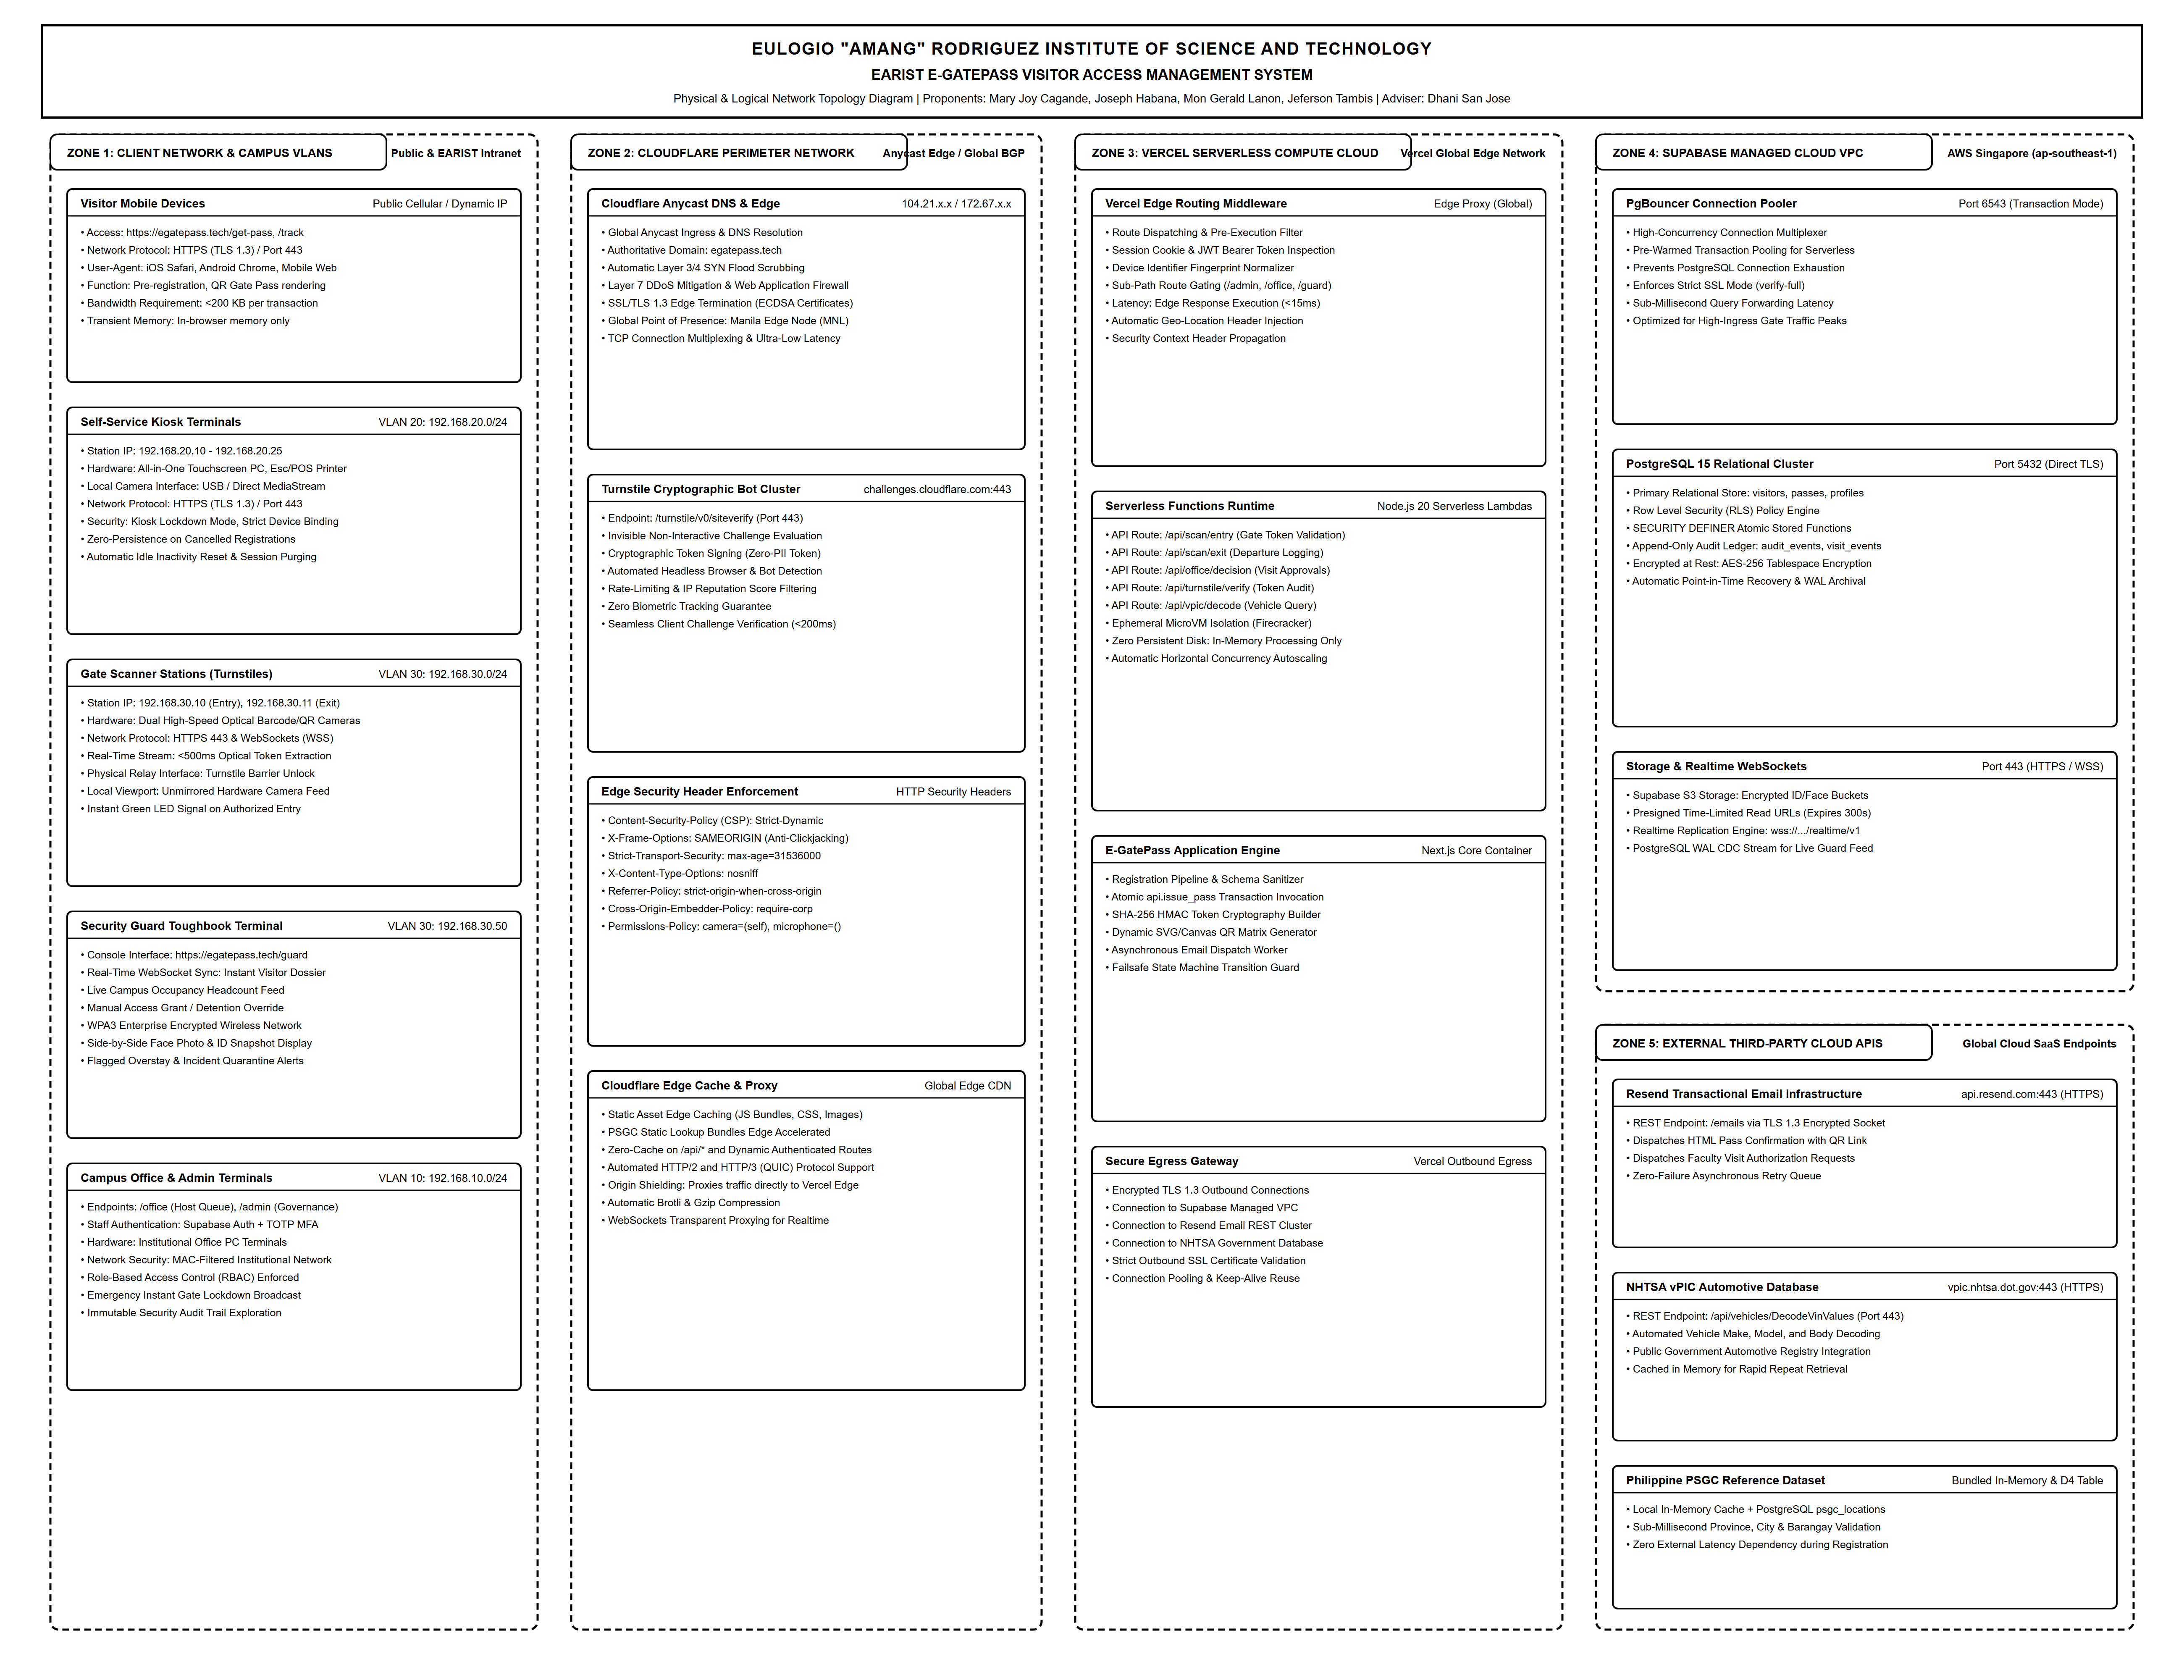 EULOGIO "AMANG" RODRIGUEZ INSTITUTE OF SCIENCE AND TECHNOLOGY
EARIST E-GATEPASS VISITOR ACCESS MANAGEMENT SYSTEM
Physical & Logical Network Topology Diagram | Proponents: Mary Joy Cagande, Joseph Habana, Mon Gerald Lanon, Jeferson Tambis | Adviser: Dhani San Jose
ZONE 1: CLIENT NETWORK & CAMPUS VLANS
Public & EARIST Intranet
Visitor Mobile Devices
Public Cellular / Dynamic IP
• Access: https://egatepass.tech/get-pass, /track
• Network Protocol: HTTPS (TLS 1.3) / Port 443
• User-Agent: iOS Safari, Android Chrome, Mobile Web
• Function: Pre-registration, QR Gate Pass rendering
• Bandwidth Requirement: <200 KB per transaction
• Transient Memory: In-browser memory only
Self-Service Kiosk Terminals
VLAN 20: 192.168.20.0/24
• Station IP: 192.168.20.10 - 192.168.20.25
• Hardware: All-in-One Touchscreen PC, Esc/POS Printer
• Local Camera Interface: USB / Direct MediaStream
• Network Protocol: HTTPS (TLS 1.3) / Port 443
• Security: Kiosk Lockdown Mode, Strict Device Binding
• Zero-Persistence on Cancelled Registrations
• Automatic Idle Inactivity Reset & Session Purging
Gate Scanner Stations (Turnstiles)
VLAN 30: 192.168.30.0/24
• Station IP: 192.168.30.10 (Entry), 192.168.30.11 (Exit)
• Hardware: Dual High-Speed Optical Barcode/QR Cameras
• Network Protocol: HTTPS 443 & WebSockets (WSS)
• Real-Time Stream: <500ms Optical Token Extraction
• Physical Relay Interface: Turnstile Barrier Unlock
• Local Viewport: Unmirrored Hardware Camera Feed
• Instant Green LED Signal on Authorized Entry
Security Guard Toughbook Terminal
VLAN 30: 192.168.30.50
• Console Interface: https://egatepass.tech/guard
• Real-Time WebSocket Sync: Instant Visitor Dossier
• Live Campus Occupancy Headcount Feed
• Manual Access Grant / Detention Override
• WPA3 Enterprise Encrypted Wireless Network
• Side-by-Side Face Photo & ID Snapshot Display
• Flagged Overstay & Incident Quarantine Alerts
Campus Office & Admin Terminals
VLAN 10: 192.168.10.0/24
• Endpoints: /office (Host Queue), /admin (Governance)
• Staff Authentication: Supabase Auth + TOTP MFA
• Hardware: Institutional Office PC Terminals
• Network Security: MAC-Filtered Institutional Network
• Role-Based Access Control (RBAC) Enforced
• Emergency Instant Gate Lockdown Broadcast
• Immutable Security Audit Trail Exploration
ZONE 2: CLOUDFLARE PERIMETER NETWORK
Anycast Edge / Global BGP
Cloudflare Anycast DNS & Edge
104.21.x.x / 172.67.x.x
• Global Anycast Ingress & DNS Resolution
• Authoritative Domain: egatepass.tech
• Automatic Layer 3/4 SYN Flood Scrubbing
• Layer 7 DDoS Mitigation & Web Application Firewall
• SSL/TLS 1.3 Edge Termination (ECDSA Certificates)
• Global Point of Presence: Manila Edge Node (MNL)
• TCP Connection Multiplexing & Ultra-Low Latency
Turnstile Cryptographic Bot Cluster
challenges.cloudflare.com:443
• Endpoint: /turnstile/v0/siteverify (Port 443)
• Invisible Non-Interactive Challenge Evaluation
• Cryptographic Token Signing (Zero-PII Token)
• Automated Headless Browser & Bot Detection
• Rate-Limiting & IP Reputation Score Filtering
• Zero Biometric Tracking Guarantee
• Seamless Client Challenge Verification (<200ms)
Edge Security Header Enforcement
HTTP Security Headers
• Content-Security-Policy (CSP): Strict-Dynamic
• X-Frame-Options: SAMEORIGIN (Anti-Clickjacking)
• Strict-Transport-Security: max-age=31536000
• X-Content-Type-Options: nosniff
• Referrer-Policy: strict-origin-when-cross-origin
• Cross-Origin-Embedder-Policy: require-corp
• Permissions-Policy: camera=(self), microphone=()
Cloudflare Edge Cache & Proxy
Global Edge CDN
• Static Asset Edge Caching (JS Bundles, CSS, Images)
• PSGC Static Lookup Bundles Edge Accelerated
• Zero-Cache on /api/* and Dynamic Authenticated Routes
• Automated HTTP/2 and HTTP/3 (QUIC) Protocol Support
• Origin Shielding: Proxies traffic directly to Vercel Edge
• Automatic Brotli & Gzip Compression
• WebSockets Transparent Proxying for Realtime
ZONE 3: VERCEL SERVERLESS COMPUTE CLOUD
Vercel Global Edge Network
Vercel Edge Routing Middleware
Edge Proxy (Global)
• Route Dispatching & Pre-Execution Filter
• Session Cookie & JWT Bearer Token Inspection
• Device Identifier Fingerprint Normalizer
• Sub-Path Route Gating (/admin, /office, /guard)
• Latency: Edge Response Execution (<15ms)
• Automatic Geo-Location Header Injection
• Security Context Header Propagation
Serverless Functions Runtime
Node.js 20 Serverless Lambdas
• API Route: /api/scan/entry (Gate Token Validation)
• API Route: /api/scan/exit (Departure Logging)
• API Route: /api/office/decision (Visit Approvals)
• API Route: /api/turnstile/verify (Token Audit)
• API Route: /api/vpic/decode (Vehicle Query)
• Ephemeral MicroVM Isolation (Firecracker)
• Zero Persistent Disk: In-Memory Processing Only
• Automatic Horizontal Concurrency Autoscaling
E-GatePass Application Engine
Next.js Core Container
• Registration Pipeline & Schema Sanitizer
• Atomic api.issue_pass Transaction Invocation
• SHA-256 HMAC Token Cryptography Builder
• Dynamic SVG/Canvas QR Matrix Generator
• Asynchronous Email Dispatch Worker
• Failsafe State Machine Transition Guard
Secure Egress Gateway
Vercel Outbound Egress
• Encrypted TLS 1.3 Outbound Connections
• Connection to Supabase Managed VPC
• Connection to Resend Email REST Cluster
• Connection to NHTSA Government Database
• Strict Outbound SSL Certificate Validation
• Connection Pooling & Keep-Alive Reuse
ZONE 4: SUPABASE MANAGED CLOUD VPC
AWS Singapore (ap-southeast-1)
PgBouncer Connection Pooler
Port 6543 (Transaction Mode)
• High-Concurrency Connection Multiplexer
• Pre-Warmed Transaction Pooling for Serverless
• Prevents PostgreSQL Connection Exhaustion
• Enforces Strict SSL Mode (verify-full)
• Sub-Millisecond Query Forwarding Latency
• Optimized for High-Ingress Gate Traffic Peaks
PostgreSQL 15 Relational Cluster
Port 5432 (Direct TLS)
• Primary Relational Store: visitors, passes, profiles
• Row Level Security (RLS) Policy Engine
• SECURITY DEFINER Atomic Stored Functions
• Append-Only Audit Ledger: audit_events, visit_events
• Encrypted at Rest: AES-256 Tablespace Encryption
• Automatic Point-in-Time Recovery & WAL Archival
Storage & Realtime WebSockets
Port 443 (HTTPS / WSS)
• Supabase S3 Storage: Encrypted ID/Face Buckets
• Presigned Time-Limited Read URLs (Expires 300s)
• Realtime Replication Engine: wss://.../realtime/v1
• PostgreSQL WAL CDC Stream for Live Guard Feed
ZONE 5: EXTERNAL THIRD-PARTY CLOUD APIS
Global Cloud SaaS Endpoints
Resend Transactional Email Infrastructure
api.resend.com:443 (HTTPS)
• REST Endpoint: /emails via TLS 1.3 Encrypted Socket
• Dispatches HTML Pass Confirmation with QR Link
• Dispatches Faculty Visit Authorization Requests
• Zero-Failure Asynchronous Retry Queue
NHTSA vPIC Automotive Database
vpic.nhtsa.dot.gov:443 (HTTPS)
• REST Endpoint: /api/vehicles/DecodeVinValues (Port 443)
• Automated Vehicle Make, Model, and Body Decoding
• Public Government Automotive Registry Integration
• Cached in Memory for Rapid Repeat Retrieval
Philippine PSGC Reference Dataset
Bundled In-Memory & D4 Table
• Local In-Memory Cache + PostgreSQL psgc_locations
• Sub-Millisecond Province, City & Barangay Validation
• Zero External Latency Dependency during Registration